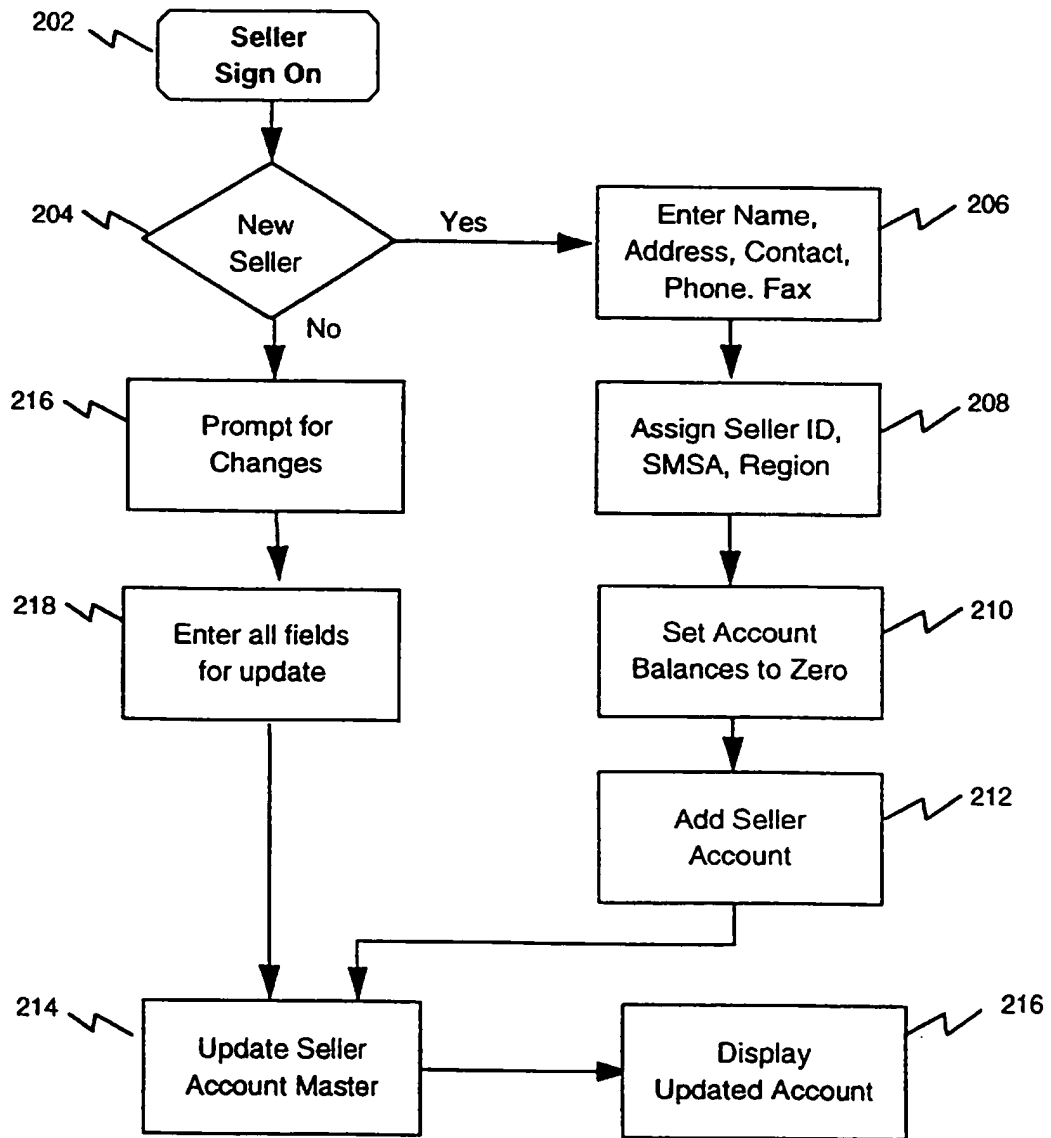 202
Seller
Sign On
204
New
Seller
Yes
No
Enter Name,
Address, Contact,
Phone. Fax
206
216
Prompt for
Changes
Assign Seller ID,
SMSA, Region
208
218
Enter all fields
for update
Set Account
Balances to Zero
210
Add Seller
Account
212
214
Update Seller
Account Master
Display
Updated Account
216